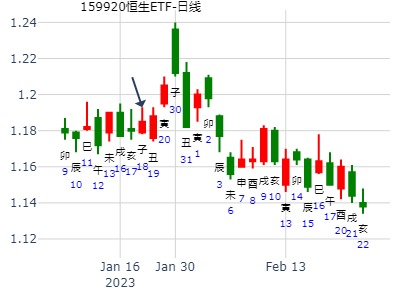 159920恒生ETF-日线
1.24
1.22
1.2
1.18
1.16
1.14
1.12
卯 9
辰 10
巳 11
午 12
未 13
戌 16
亥 17
子 18
丑 19
寅 20
子 30
丑 31
寅 1
卯 2
辰 3
未 6
申 7
酉 8
戌 9
亥 10
寅 13
卯 14
辰 15
巳 16
午 17
酉 20
戌 21
亥 22
Jan 16
2023
Jan 30
Feb 13